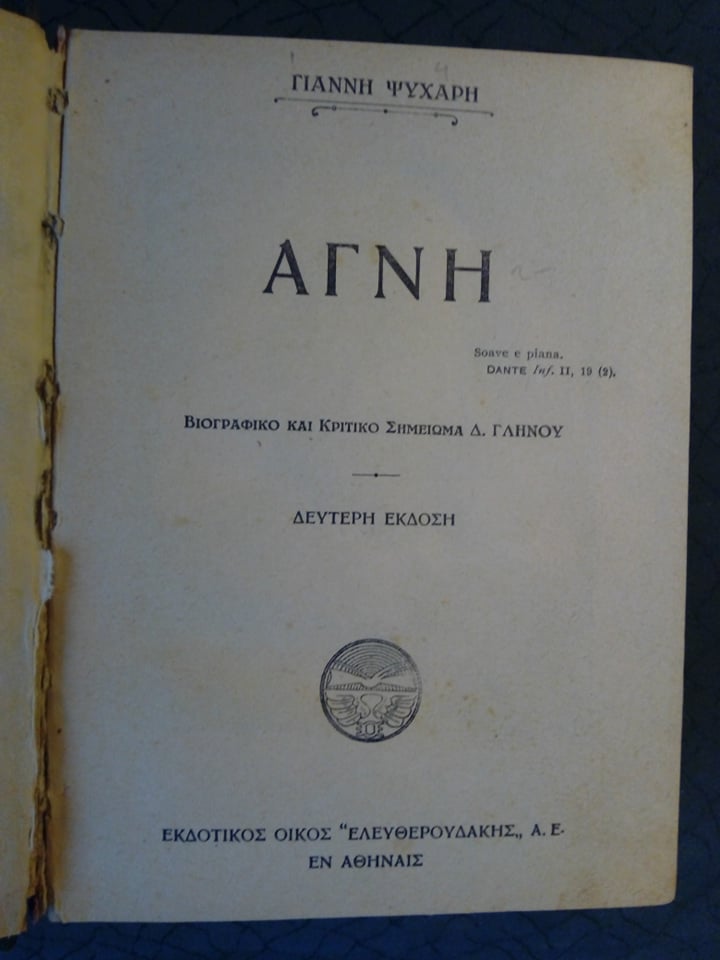 ΓΙΑΝΝΗ ΨΥΧΑΡΗ
ΑΓΝΗ
Soave e piana.
DANTE Inf. II, 19 (2).
ΒΙΟΓΡΑΦΙΚΟ ΚΑΙ ΚΡΙΤΙΚΟ ΣΗΜΕΙΩΜΑ Δ. ΓΛΗΝΟΥ
ΔΕΥΤΕΡΗ ΕΚΔΟΣΗ
ΕΚΔΟΤΙΚΟΣ ΟΙΚΟΣ "ΕΛΕΥΘΕΡΟΥΔΑΚΗΣ„ Α. Ε.
ΕΝ ΑΘΗΝΑΙΣ